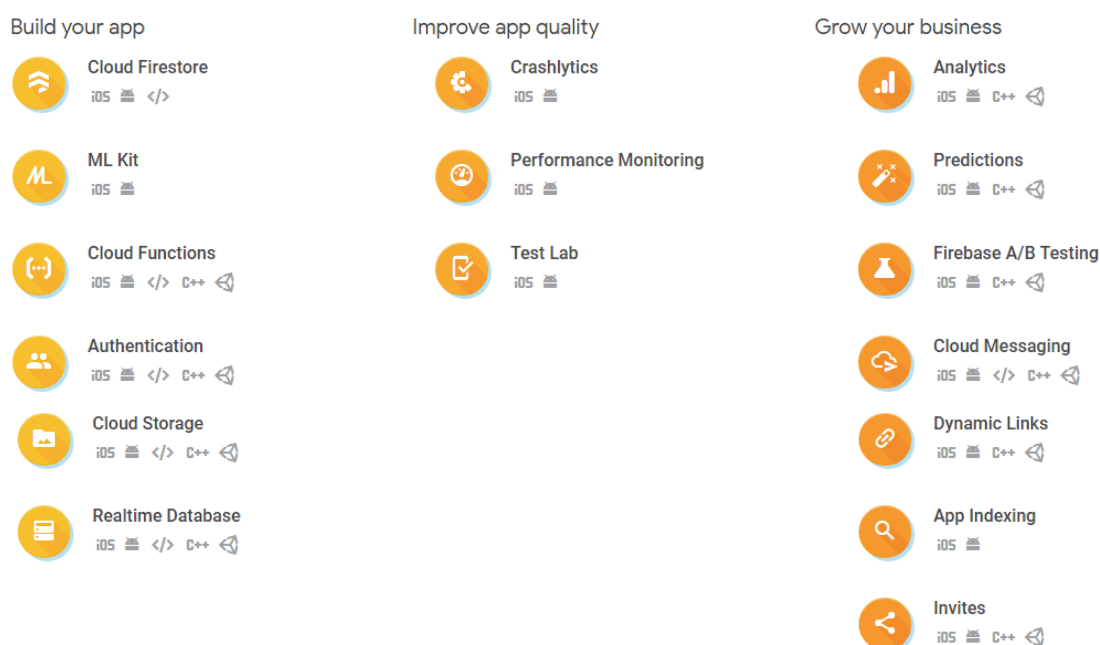 Build your app
Cloud Firestore
iOS </>
ML Kit
iOS
Cloud Functions
iOS </> C++
Authentication
iOS </> C++
Cloud Storage
iOS </> C++
Realtime Database
iOS </> C++
Improve app quality
Crashlytics
iOS
Performance Monitoring
iOS
Test Lab
iOS
Grow your business
Analytics
iOS C++
Predictions
iOS C++
Firebase A/B Testing
iOS C++
Cloud Messaging
iOS </> C++
Dynamic Links
iOS C++
App Indexing
iOS
Invites
iOS C++